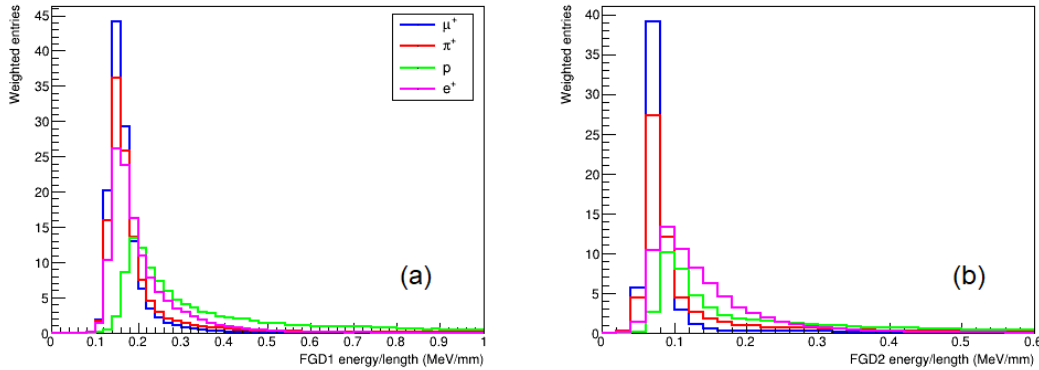 Weighted entries
45
40
35
30
25
20
15
10
5
0
μ⁺
π⁺
p
e⁺
(a)
0 0.1 0.2 0.3 0.4 0.5 0.6 0.7 0.8 0.9 1
FGD1 energy/length (MeV/mm)
Weighted entries
40
35
30
25
20
15
10
5
0
(b)
0 0.1 0.2 0.3 0.4 0.5 0.6
FGD2 energy/length (MeV/mm)